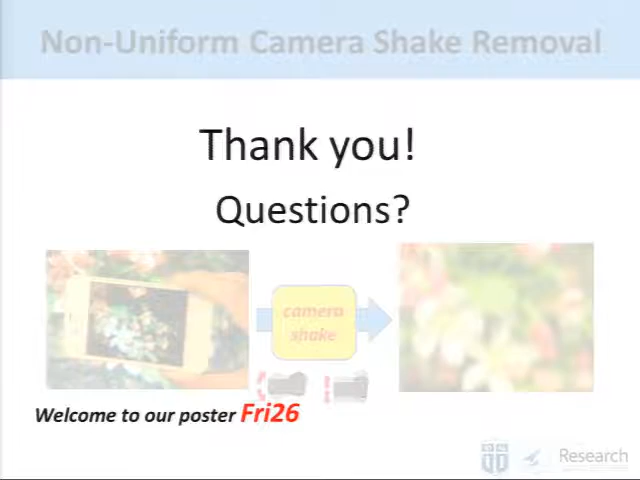 Non-Uniform Camera Shake Removal
Thank you!
Questions?
camera
shake
Welcome to our poster Fri26
Research